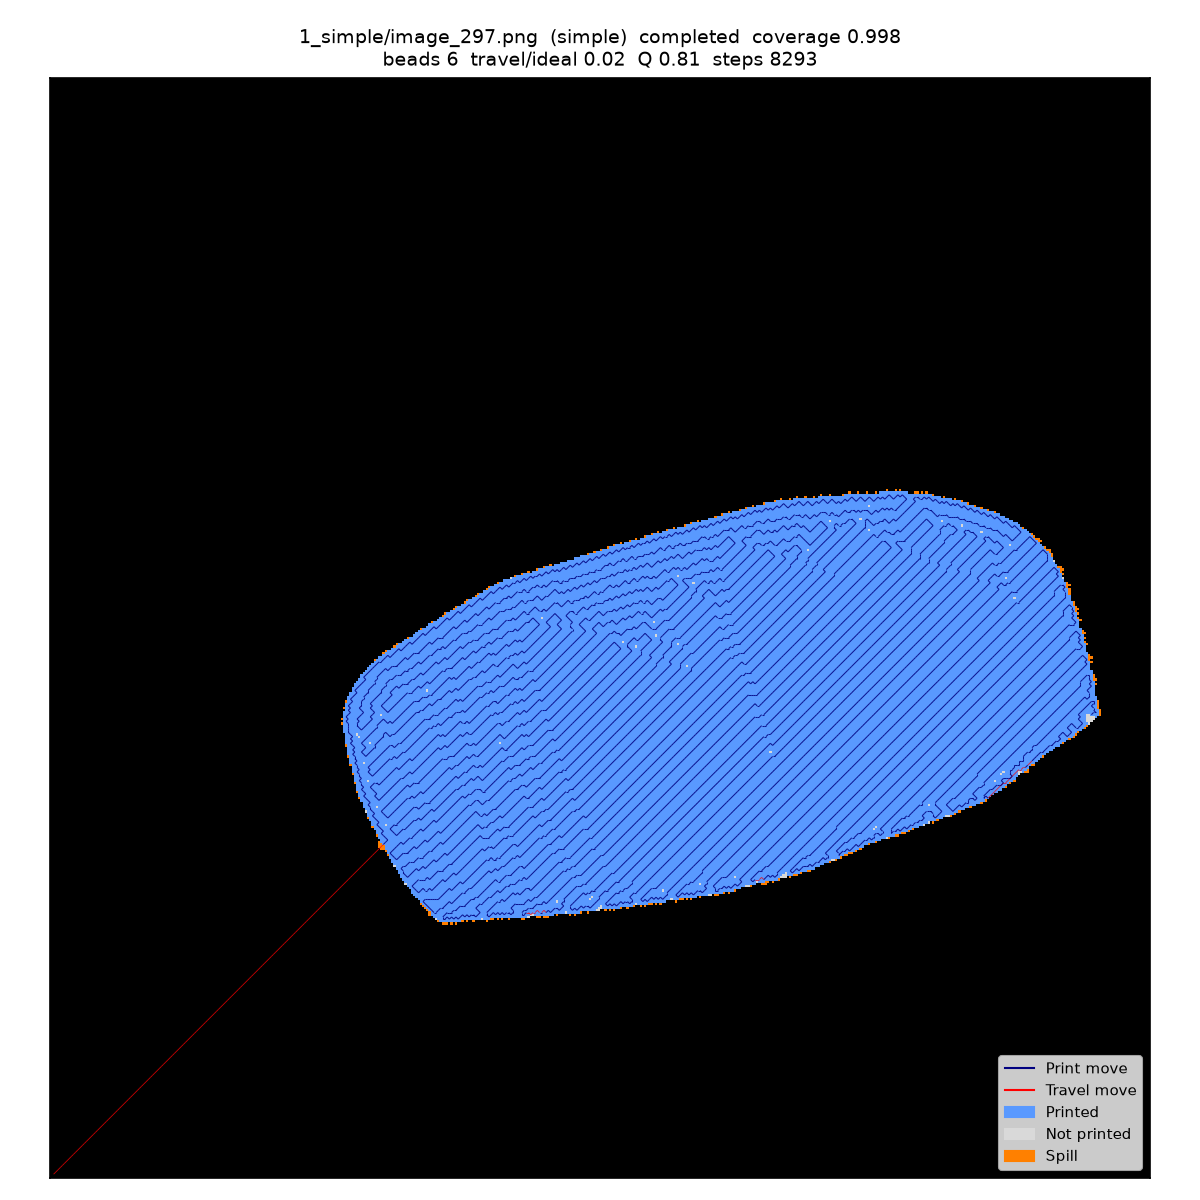 1_simple/image_297.png  (simple)  completed  coverage 0.998
beads 6  travel/ideal 0.02  Q 0.81  steps 8293
Print move
Travel move
Printed
Not printed
Spill